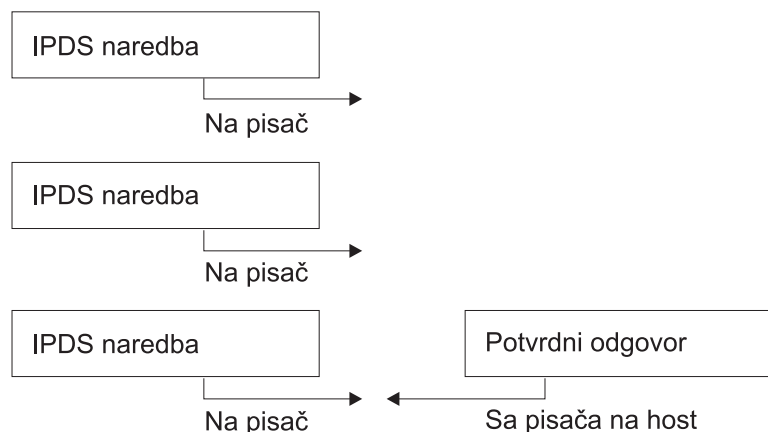 IPDS naredba
Na pisač
IPDS naredba
Na pisač
IPDS naredba
Potvrdni odgovor
Na pisač
Sa pisača na host